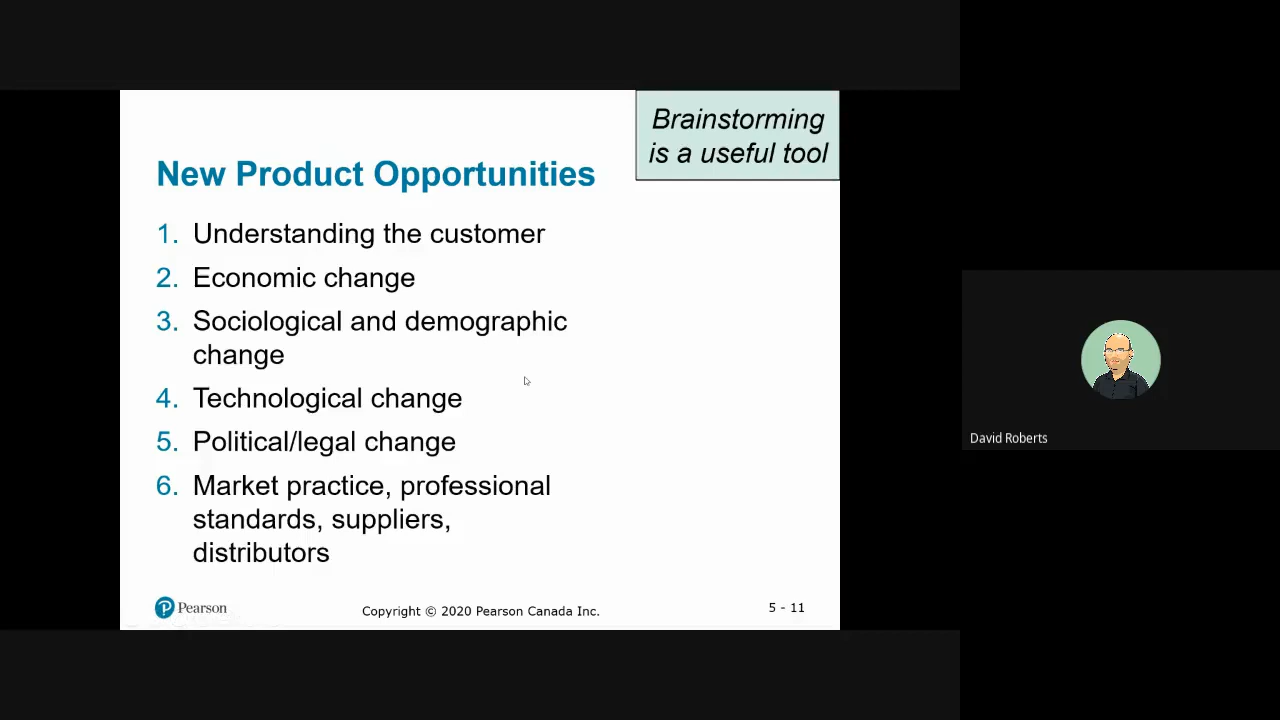 Brainstorming
is a useful tool
New Product Opportunities
1. Understanding the customer
2. Economic change
3. Sociological and demographic
change
4. Technological change
5. Political/legal change
6. Market practice, professional
standards, suppliers,
distributors
Pearson
Copyright © 2020 Pearson Canada Inc.
5 - 11
David Roberts